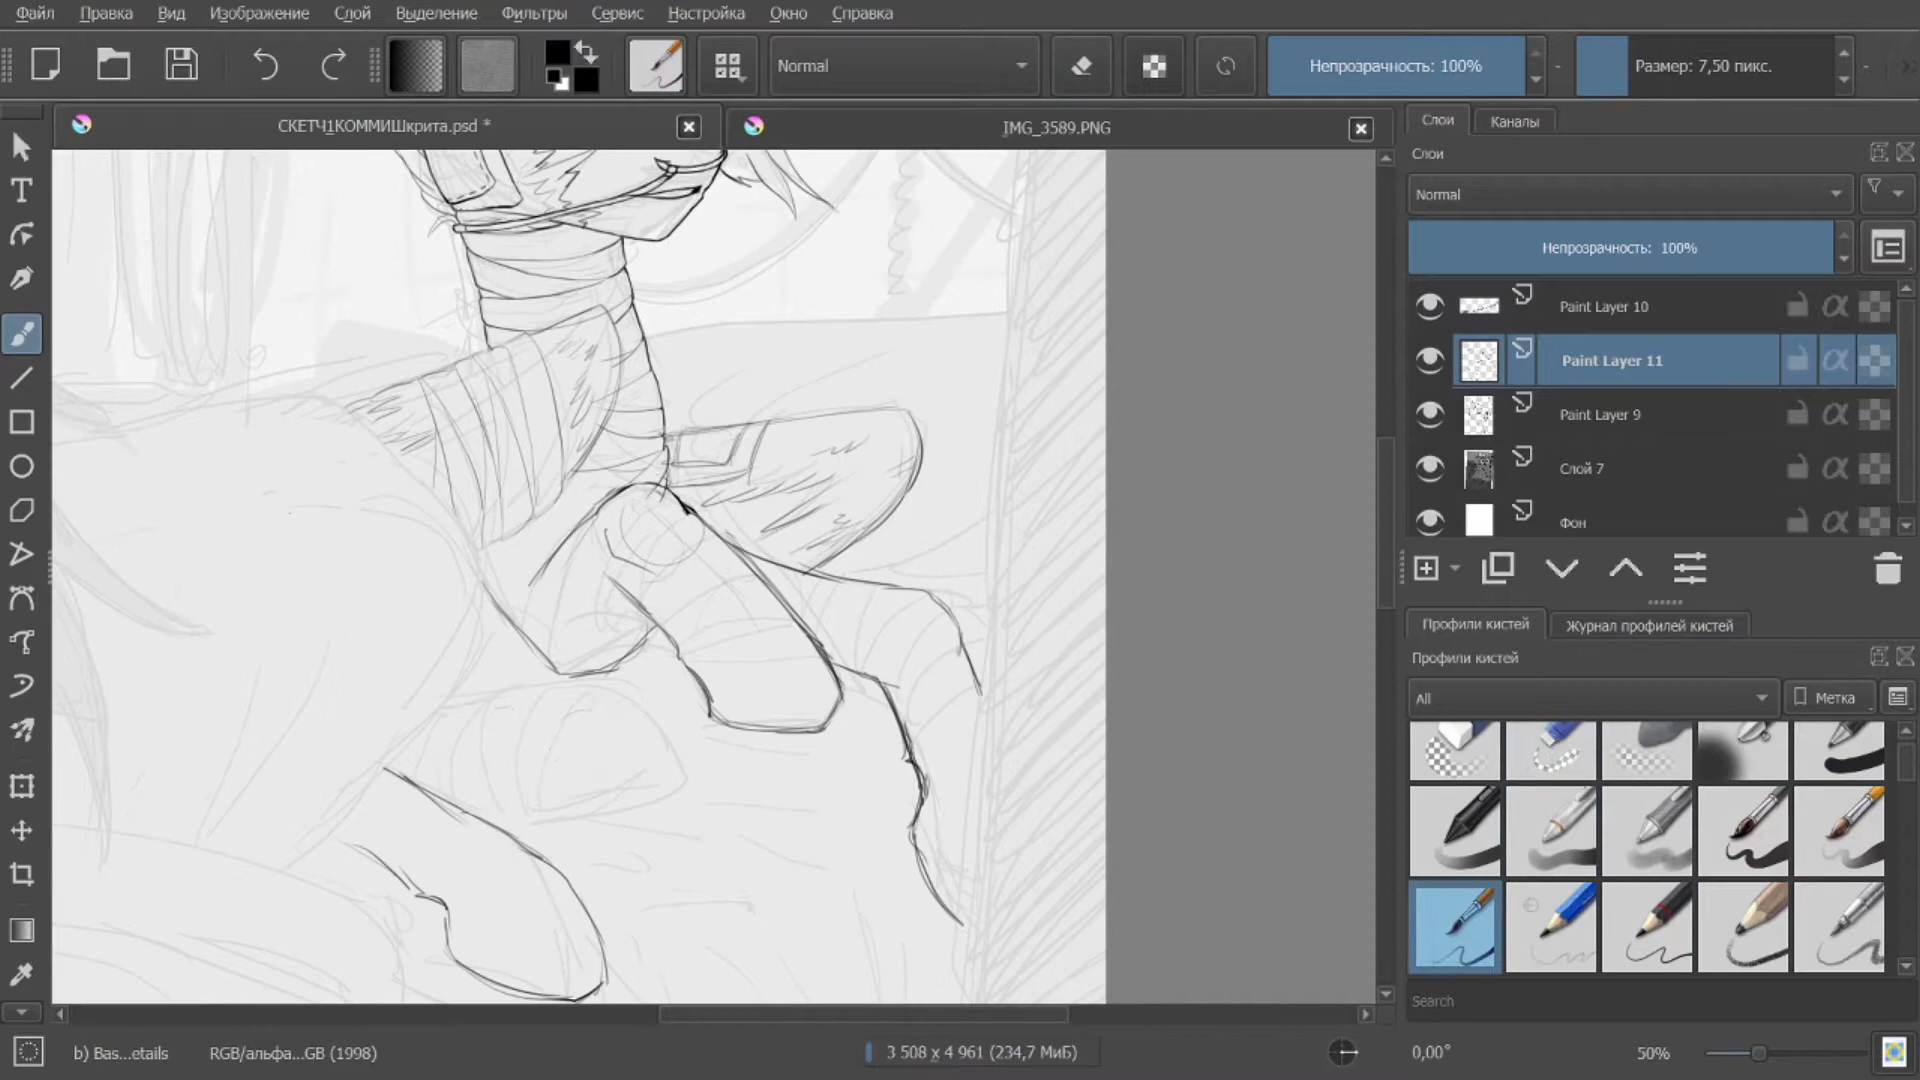 Файл Правка Вид Изображение Слой Выделение Фильтры Сервис Настройка Окно Справка
Normal Непрозрачность: 100% Размер: 7,50 пикс.
СКЕТЧ1КОММИШкрита.psd * IMG_3589.PNG
Слои Каналы
Слои
Normal
Непрозрачность: 100%
Paint Layer 10
Paint Layer 11
Paint Layer 9
Слой 7
Фон
Профили кистей Журнал профилей кистей
Профили кистей
All Метка
Search
b) Bas...etails RGB/альфа...GB (1998) 3 508 x 4 961 (234,7 МиБ) 0,00° 50%